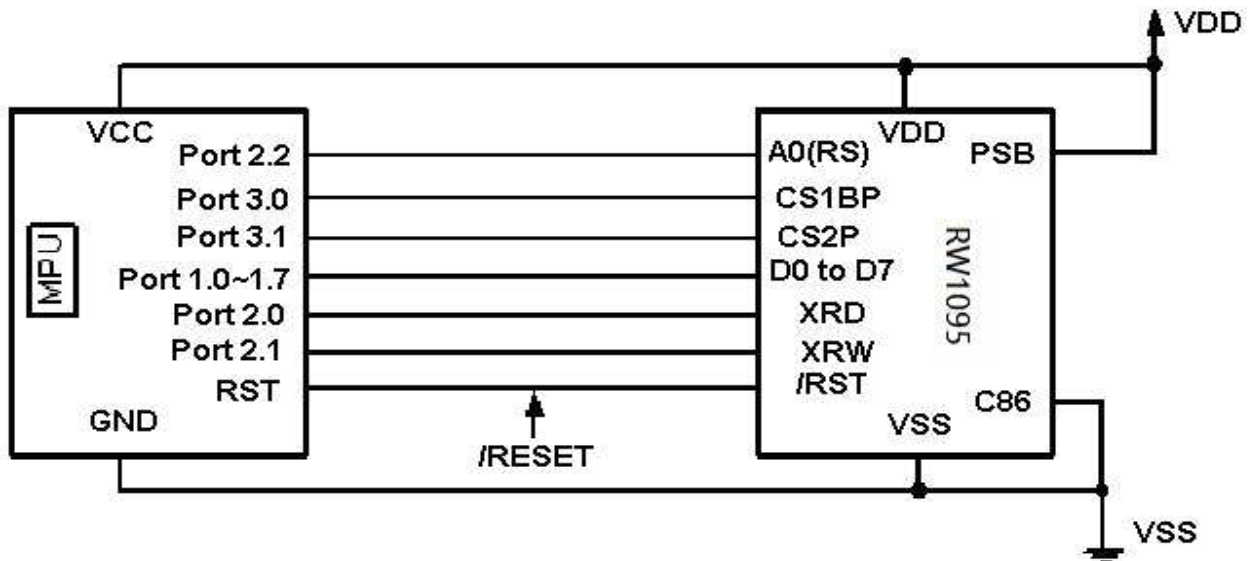 VDD
VCC
Port 2.2
Port 3.0
Port 3.1
Port 1.0~1.7
Port 2.0
Port 2.1
RST
GND
MPU
/RESET
VDD
A0(RS)
PSB
CS1BP
CS2P
D0 to D7
XRD
XRW
/RST
C86
VSS
RW1095
VSS